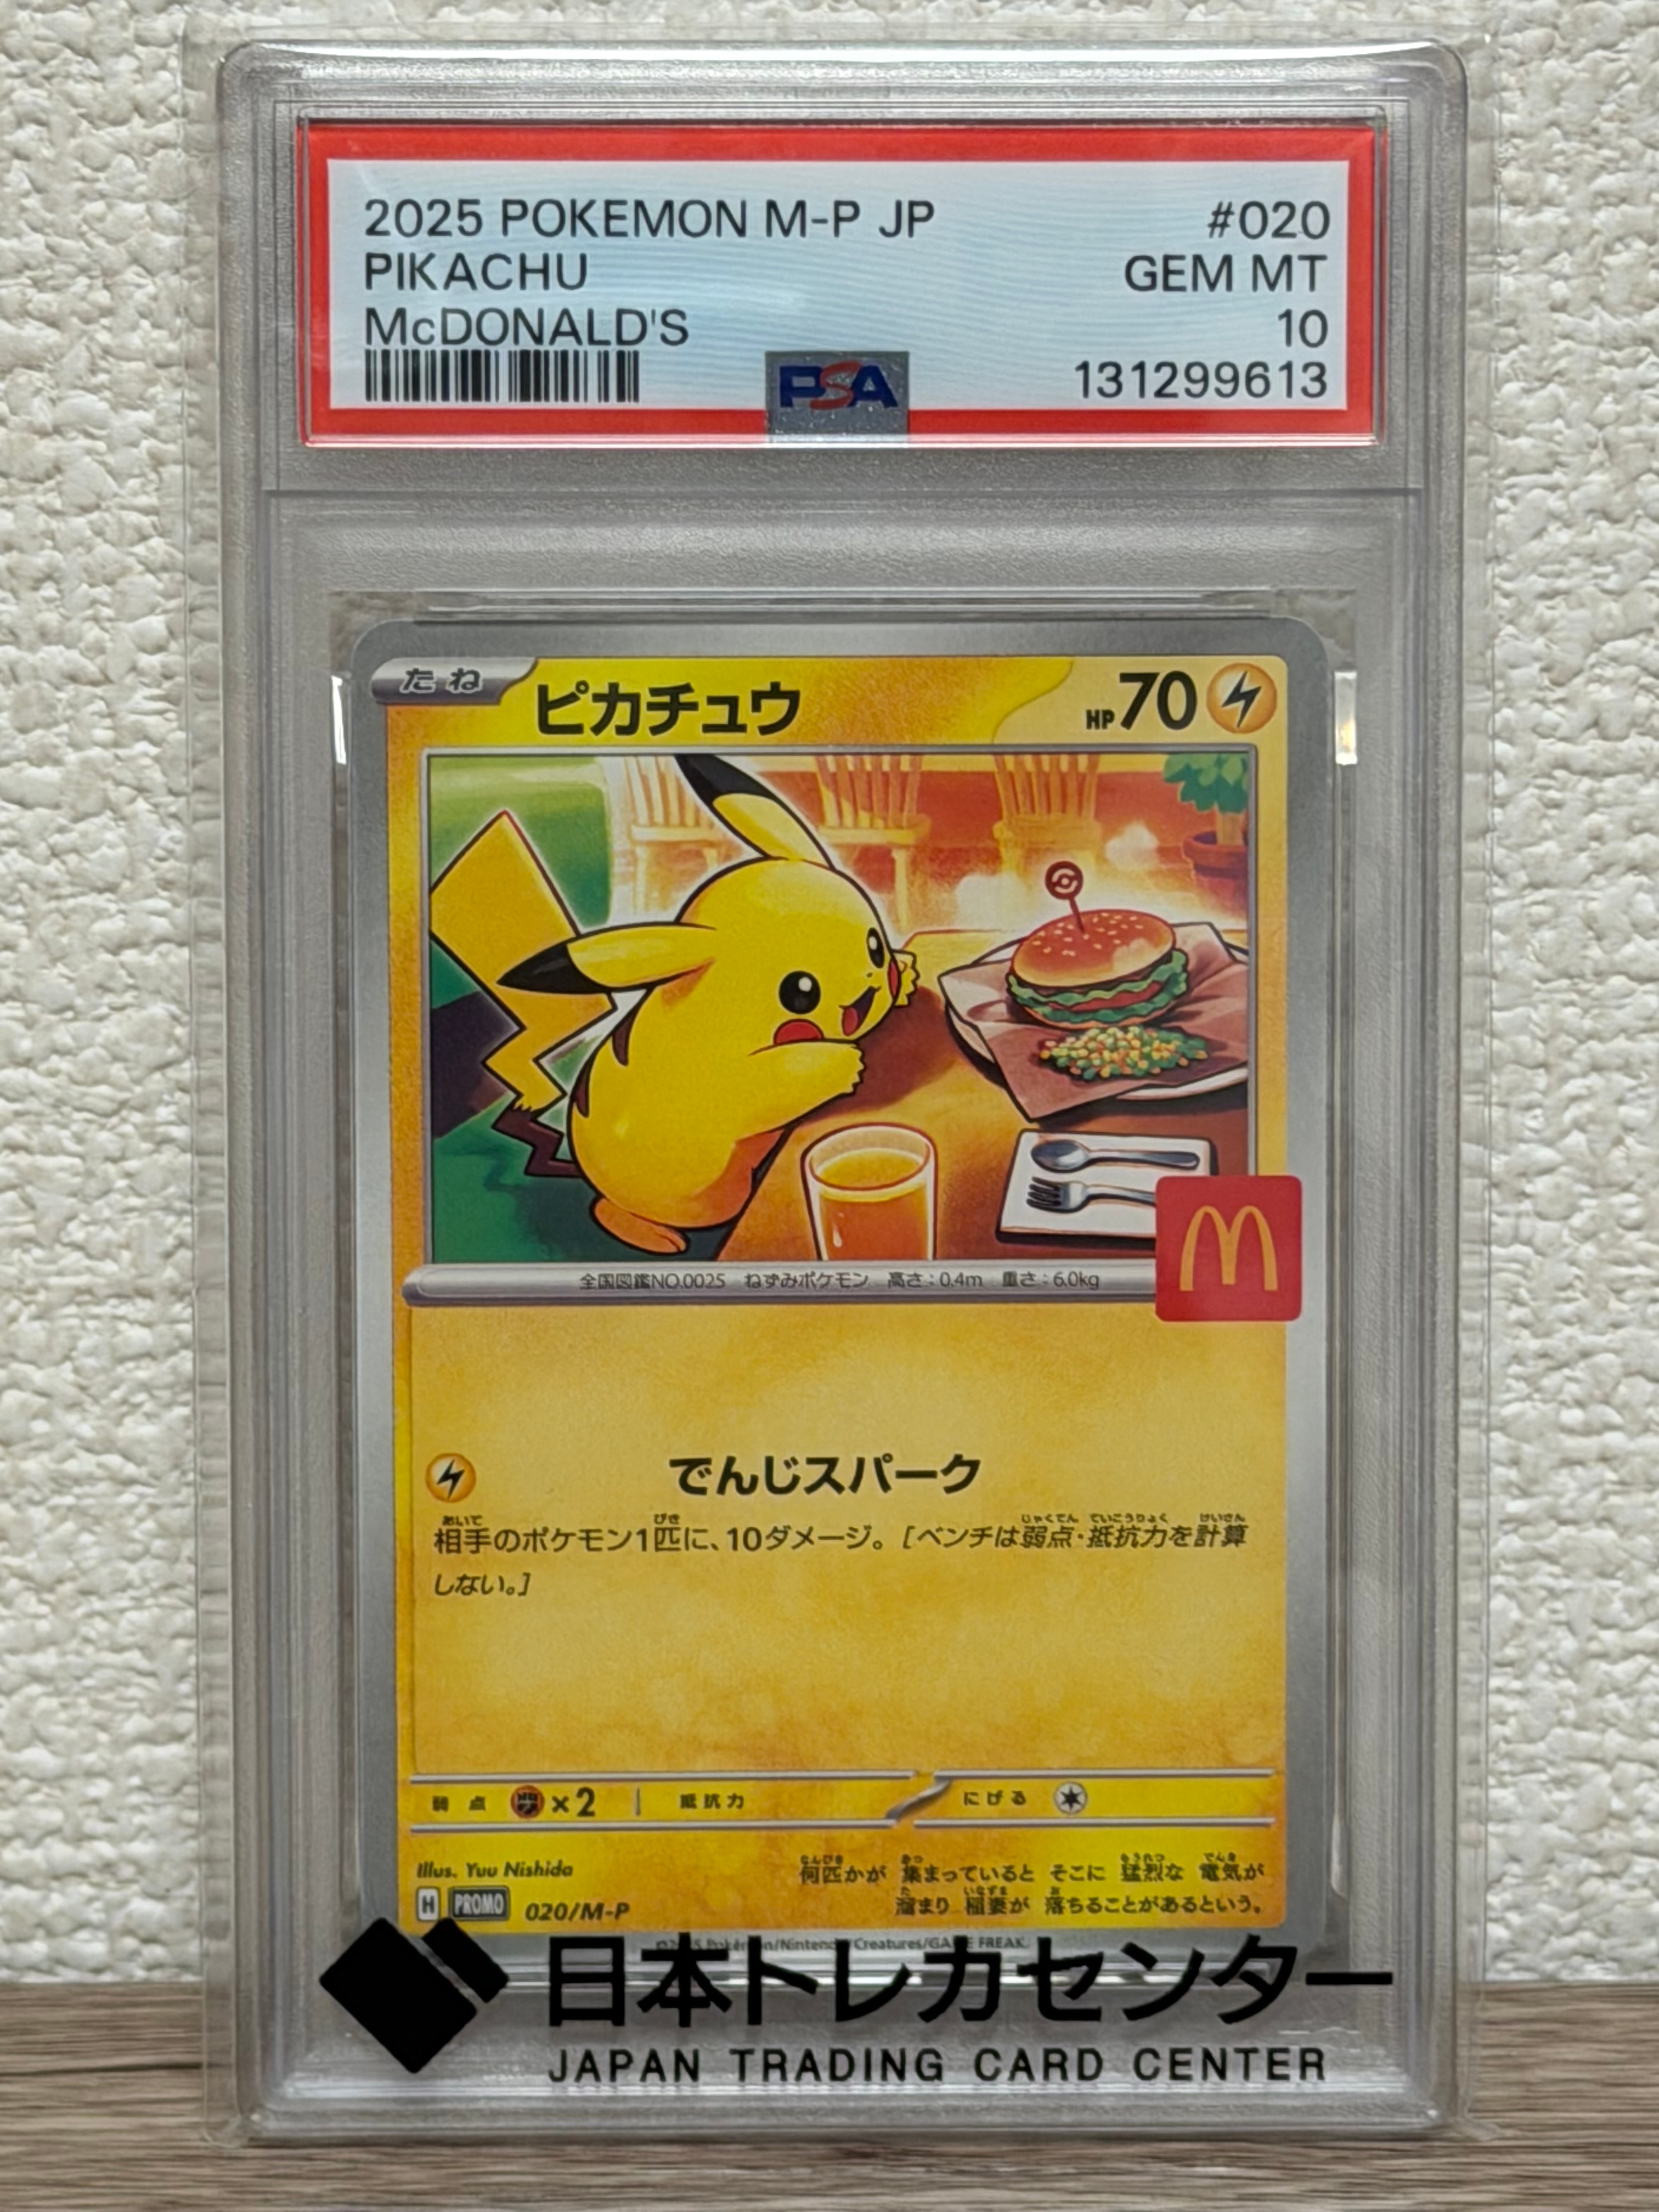 2025 POKEMON M-P JP #020
PIKACHU GEM MT
McDONALD'S 10
PSA 131299613
たね ピカチュウ HP70
M
全国図鑑NO.0025 ねずみポケモン 高さ:0.4m 重さ:6.0kg
でんじスパーク
相手のポケモン1匹に、10ダメージ。[ベンチは弱点・抵抗力を計算
しない。]
弱点 ×2 抵抗力 にげる
Illus. Yuu Nishida
何匹かが 集まっていると そこに 猛烈な 電気が
溜まり 稲妻が 落ちることがあるという。
H PROMO 020/M-P
Pokémon/Nintendo/Creatures/GAME FREAK.
日本トレカセンター
JAPAN TRADING CARD CENTER